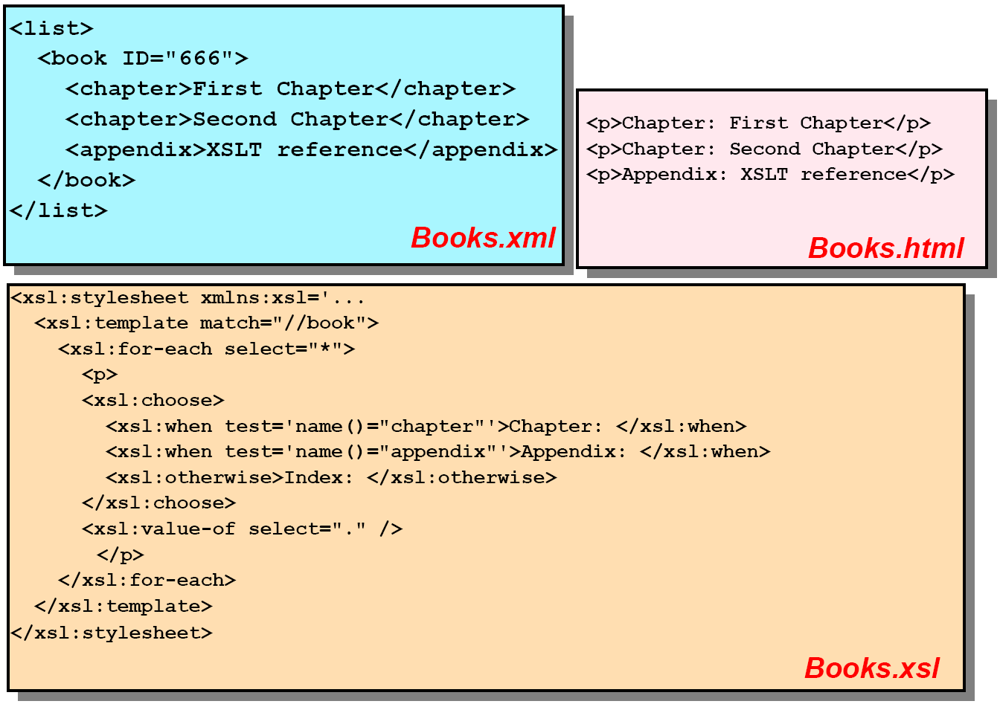 <list>
  <book ID="666">
    <chapter>First Chapter</chapter>
    <chapter>Second Chapter</chapter>
    <appendix>XSLT reference</appendix>
  </book>
</list>
Books.xml
<p>Chapter: First Chapter</p>
<p>Chapter: Second Chapter</p>
<p>Appendix: XSLT reference</p>
Books.html
<xsl:stylesheet xmlns:xsl='...
  <xsl:template match="//book">
    <xsl:for-each select="*">
      <p>
      <xsl:choose>
        <xsl:when test='name()="chapter"'>Chapter: </xsl:when>
        <xsl:when test='name()="appendix"'>Appendix: </xsl:when>
        <xsl:otherwise>Index: </xsl:otherwise>
      </xsl:choose>
      <xsl:value-of select="." />
       </p>
    </xsl:for-each>
  </xsl:template>
</xsl:stylesheet>
Books.xsl